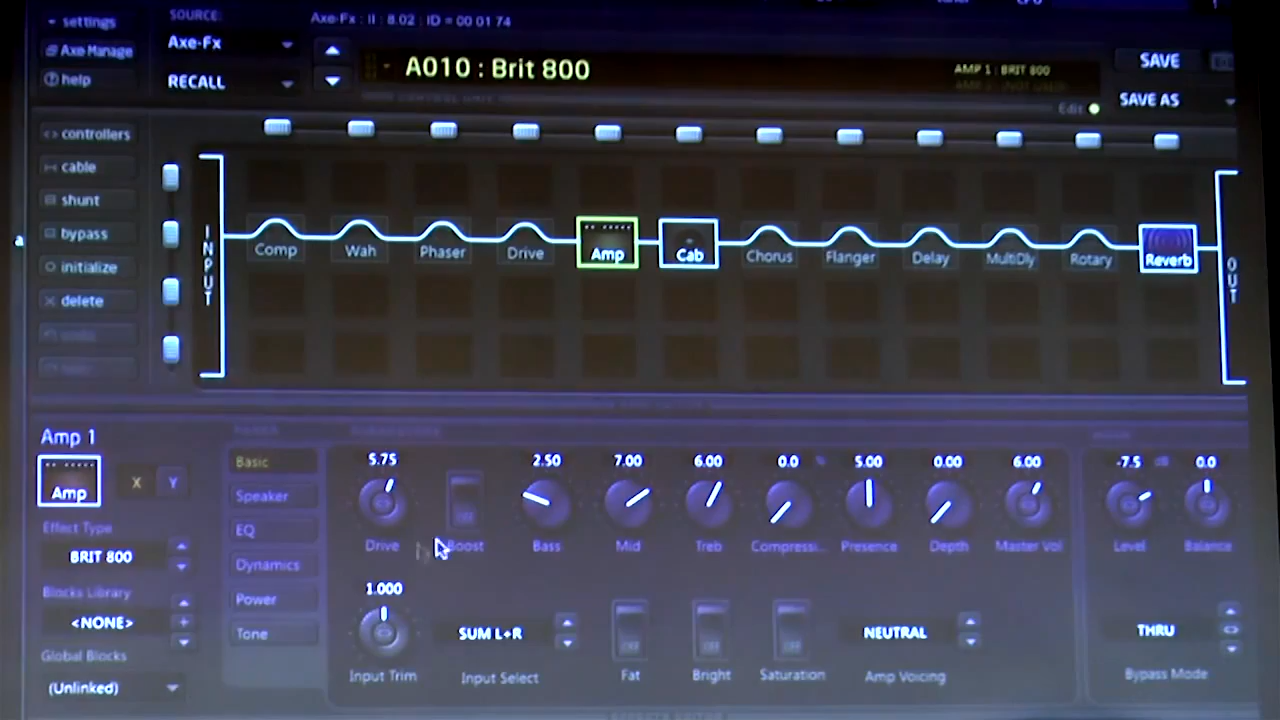 settings
SOURCE:
Axe-Fx : II : 8.02 : ID = 00 01 74
Axe Manage
Axe-Fx
A010 : Brit 800
AMP 1 : BRIT 800
SAVE
help
RECALL
Edit
SAVE AS
controllers
cable
shunt
bypass
initialize
delete
INPUT
Comp
Wah
Phaser
Drive
Amp
Cab
Chorus
Flanger
Delay
MultiDly
Rotary
Reverb
OUT
Amp 1
Amp
X
Y
Effect Type
BRIT 800
Blocks Library
<NONE>
Global Blocks
(Unlinked)
Basic
Speaker
EQ
Dynamics
Power
Tone
5.75
2.50
7.00
6.00
0.0 %
5.00
0.00
6.00
-7.5 dB
0.0
OFF
Drive
Boost
Bass
Mid
Treb
Compressi...
Presence
Depth
Master Vol
Level
Balance
1.000
SUM L+R
NEUTRAL
THRU
Input Trim
Input Select
Fat
Bright
Saturation
Amp Voicing
Bypass Mode